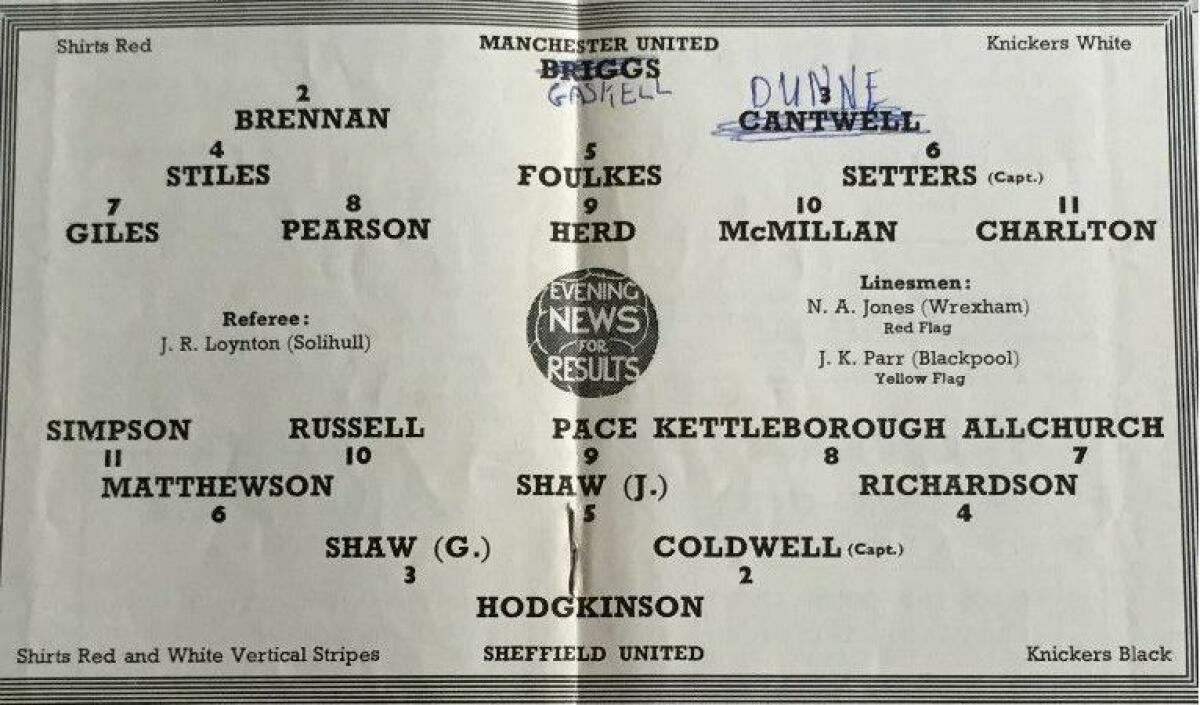 Shirts Red MANCHESTER UNITED Knickers White
BRIGGS
GASKELL
DUNNE
2 3
BRENNAN CANTWELL
4 5 6
STILES FOULKES SETTERS (Capt.)
7 8 9 10 11
GILES PEARSON HERD McMILLAN CHARLTON
Referee:
J. R. Loynton (Solihull)
EVENING
NEWS
FOR
RESULTS
Linesmen:
N. A. Jones (Wrexham)
Red Flag
J. K. Parr (Blackpool)
Yellow Flag
SIMPSON RUSSELL PACE KETTLEBOROUGH ALLCHURCH
11 10 9 8 7
MATTHEWSON SHAW (J.) RICHARDSON
6 5 4
SHAW (G.) COLDWELL (Capt.)
3 2
HODGKINSON
Shirts Red and White Vertical Stripes SHEFFIELD UNITED Knickers Black